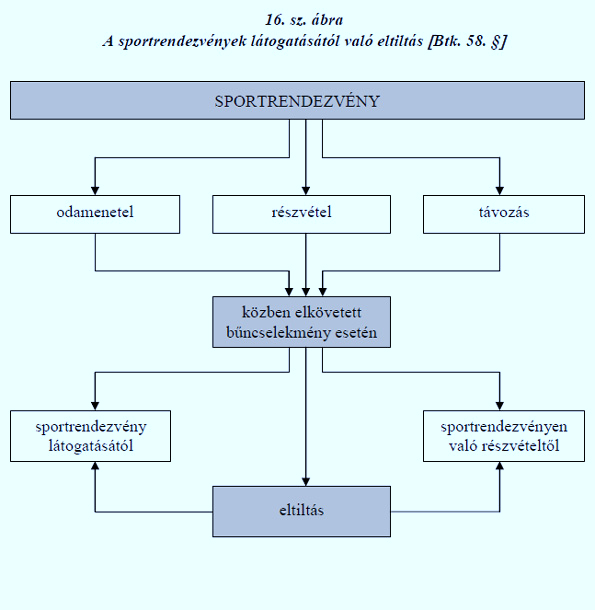 16. sz. ábra
A sportrendezvények látogatásától való eltiltás [Btk. 58. §]
SPORTRENDEZVÉNY
odamenetel
részvétel
távozás
közben elkövetett
bűncselekmény esetén
sportrendezvény
látogatásától
sportrendezvényen
való részvételtől
eltiltás